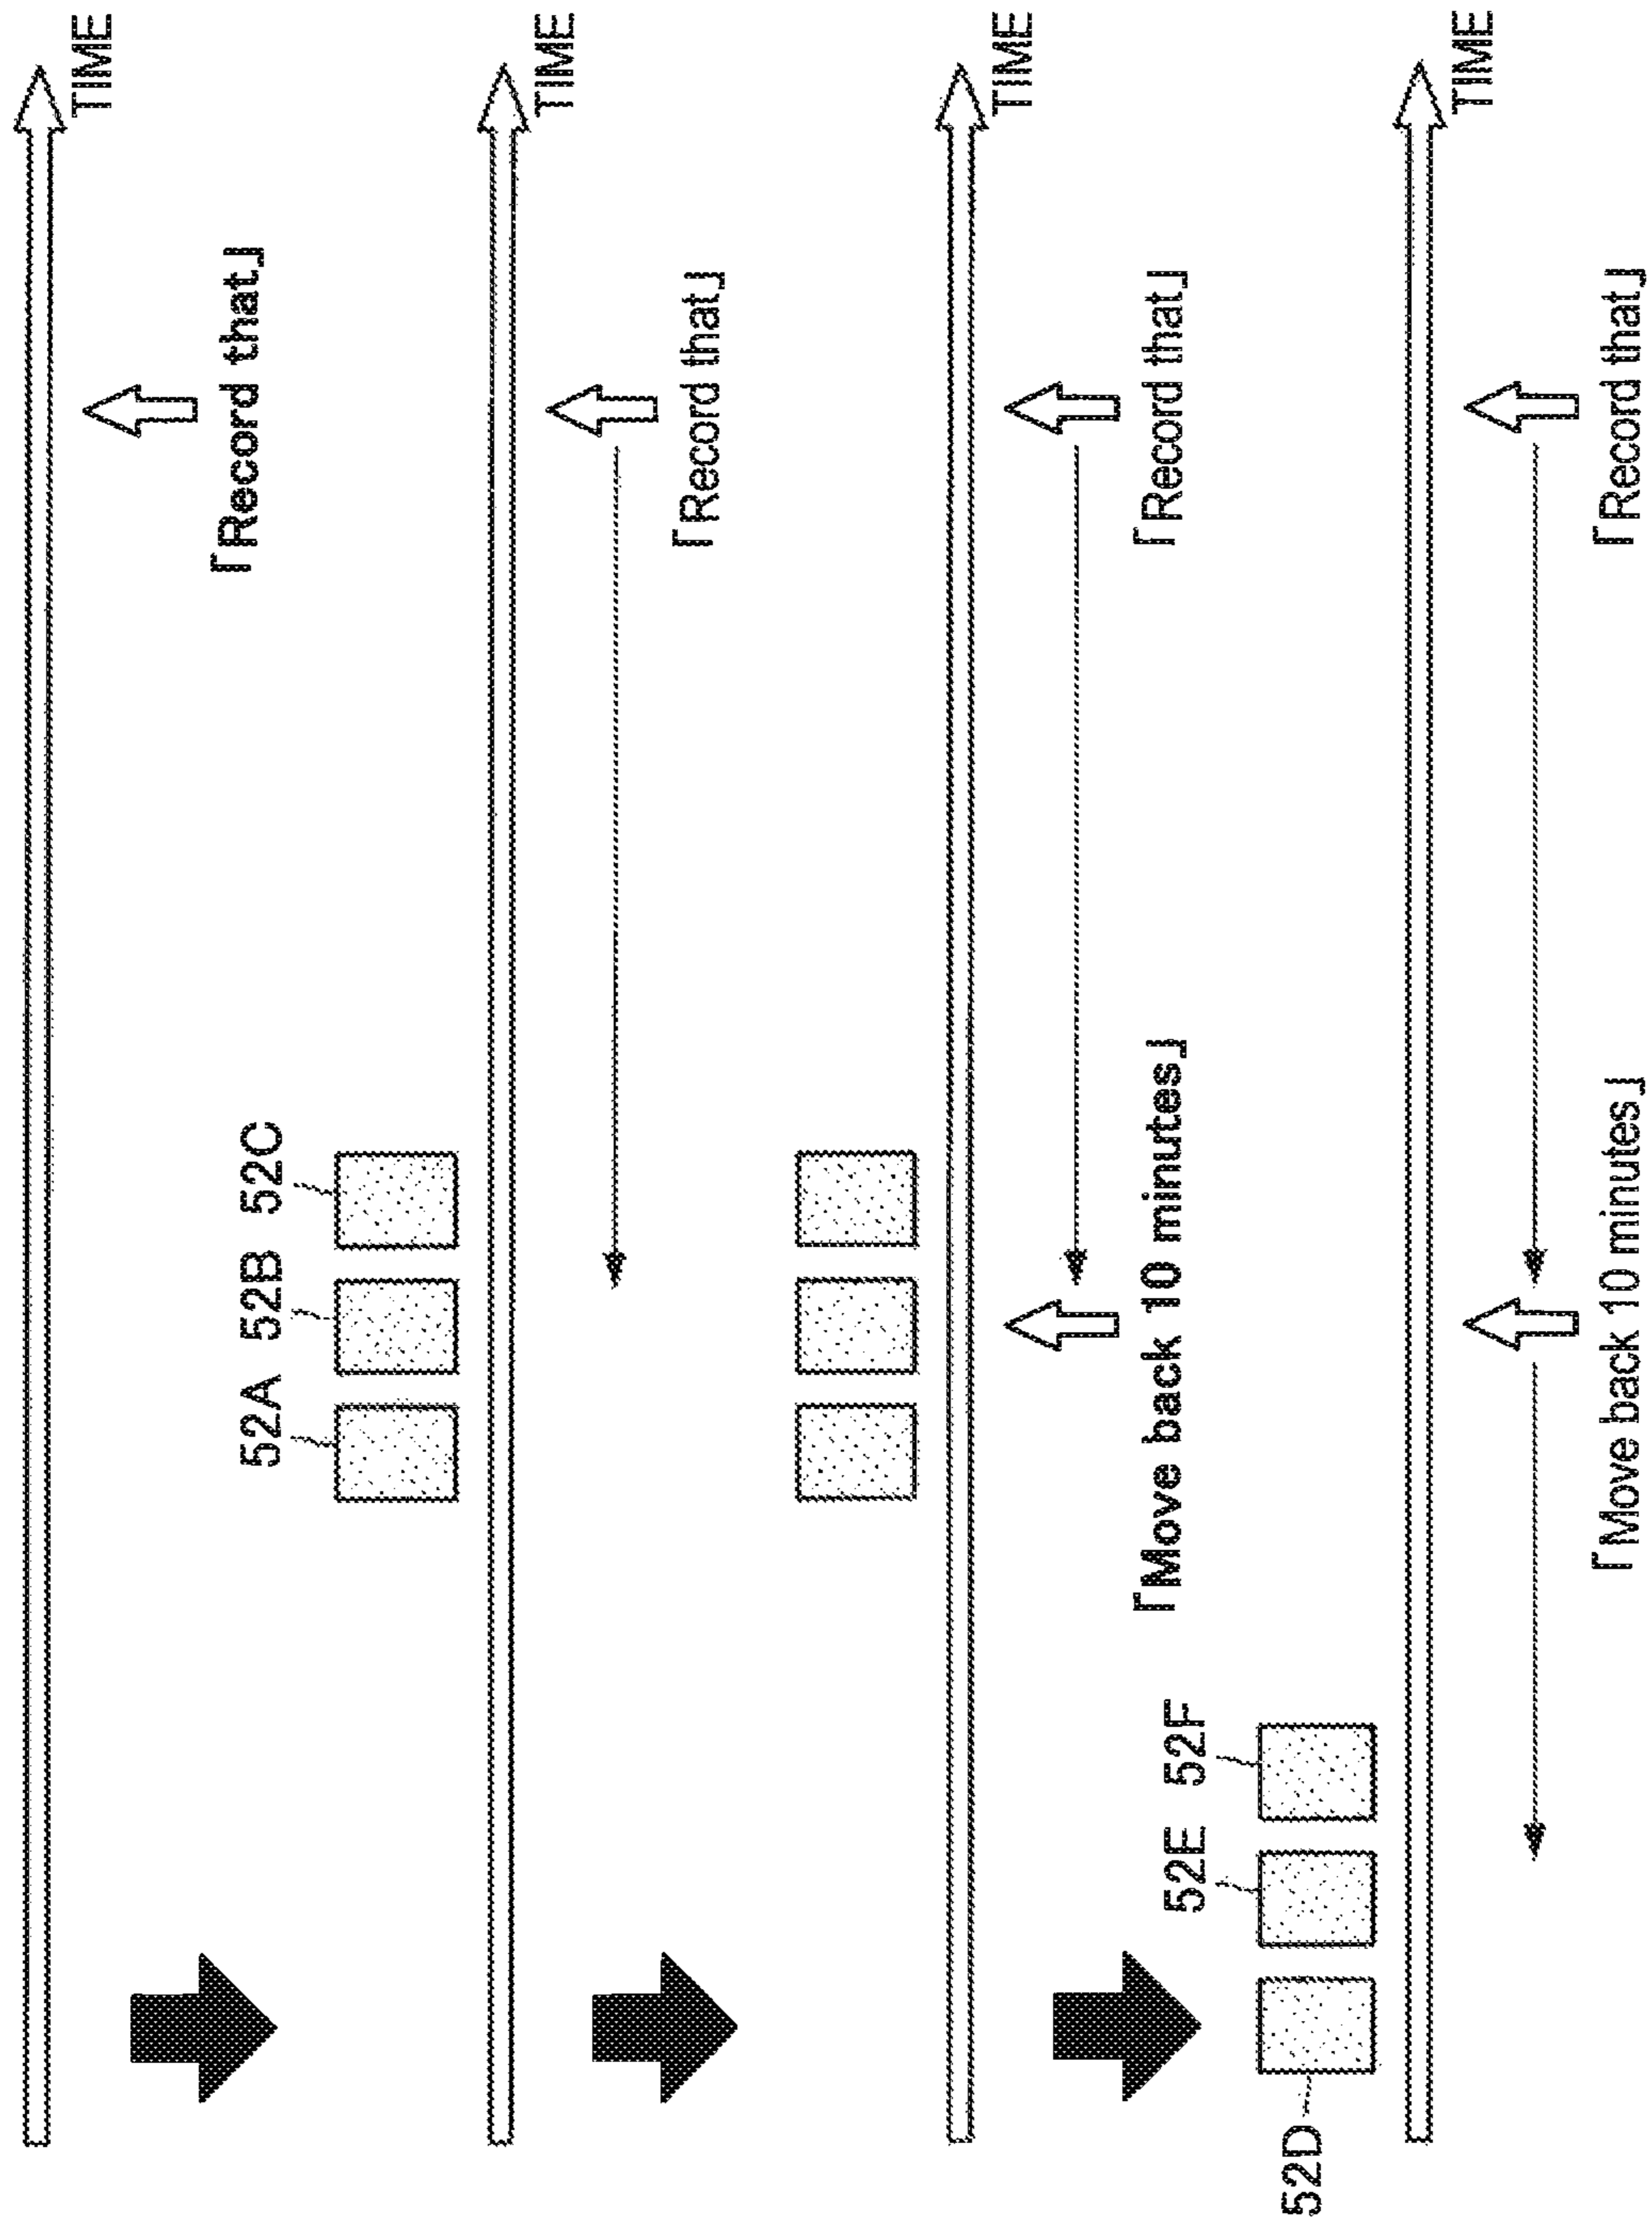 TIME
「Record that」
52A 52B 52C
TIME
「Record that」
TIME
「Move back 10 minutes」
「Record that」
52D
52E 52F
TIME
「Move back 10 minutes」
「Record that」